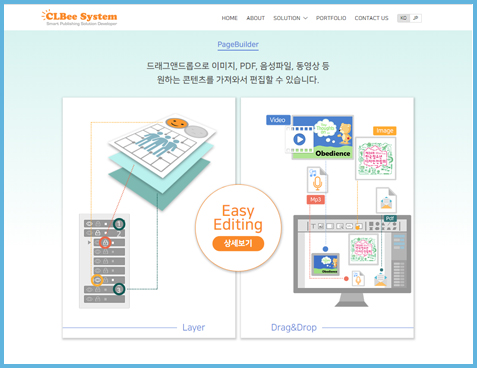 CLBee System
Smart Publishing Solution Developer
HOME ABOUT SOLUTION PORTFOLIO CONTACT US KO JP
PageBuilder
드래그앤드롭으로 이미지, PDF, 음성파일, 동영상 등
원하는 콘텐츠를 가져와서 편집할 수 있습니다.
Video
Image
Obedience
Mp3
Pdf
Easy
Editing
상세보기
Layer
Drag&Drop